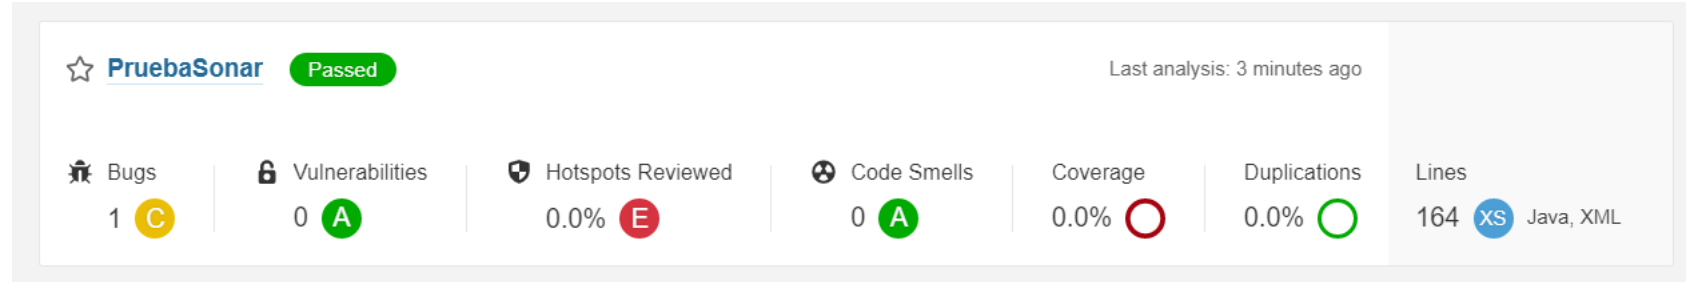 PruebaSonar Passed Last analysis: 3 minutes ago
Bugs Vulnerabilities Hotspots Reviewed Code Smells Coverage Duplications Lines
1 C 0 A 0.0% E 0 A 0.0% 0.0% 164 XS Java, XML